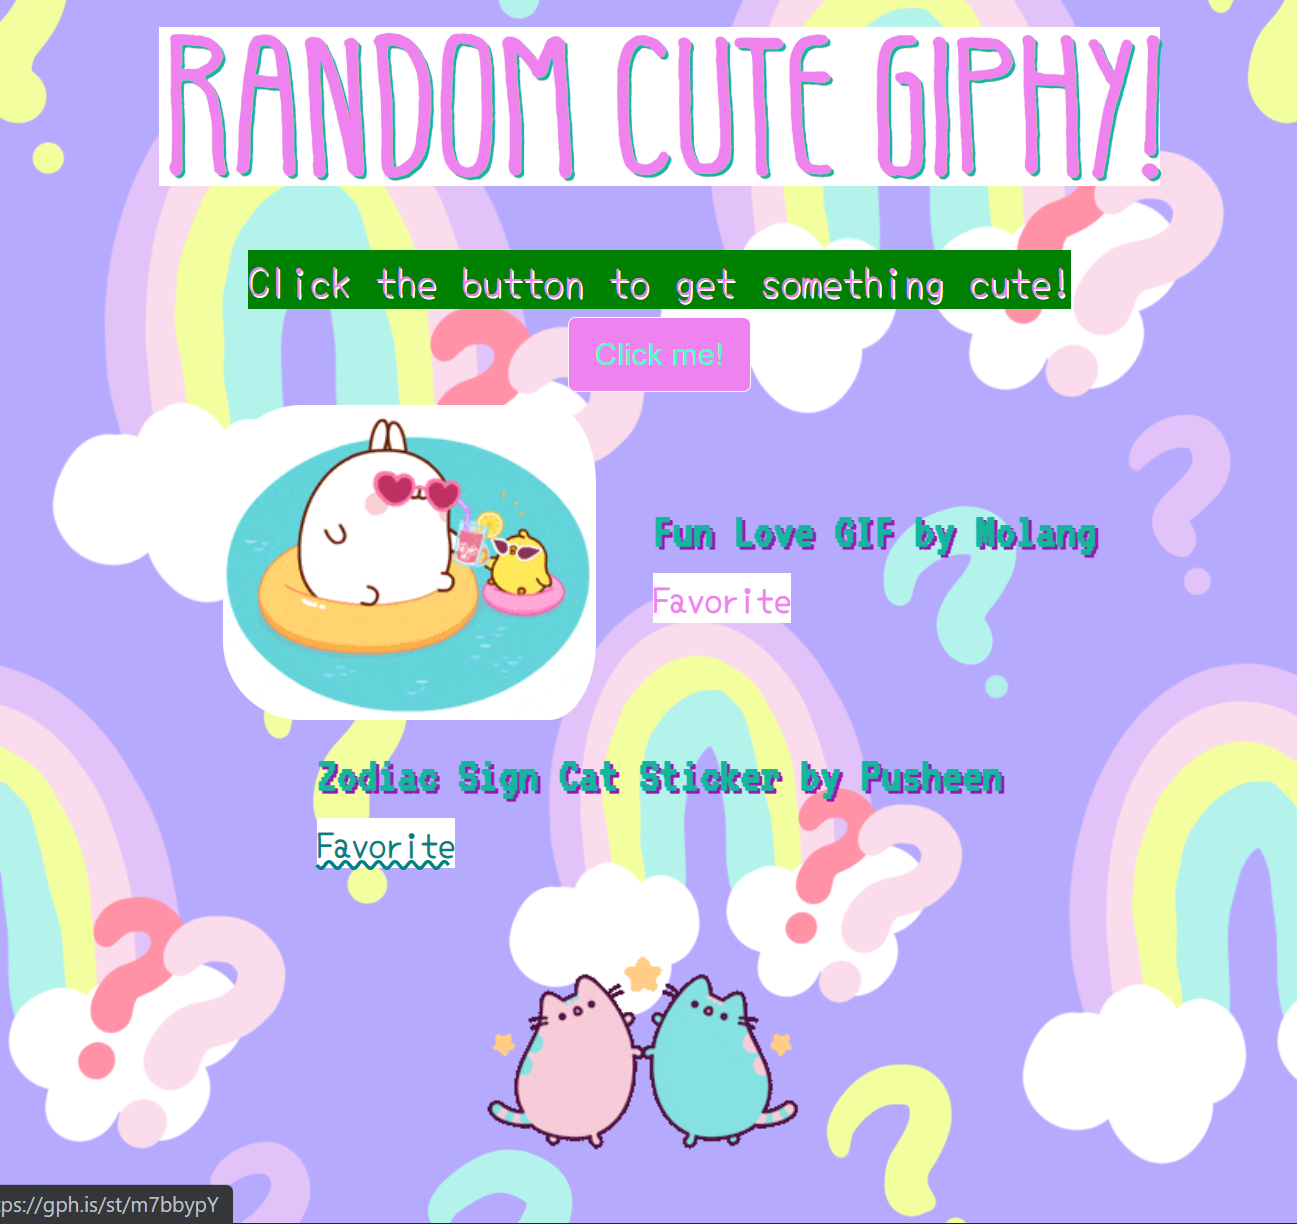 RANDOM CUTE GIPHY!
Click the button to get something cute!
Click me!
Fun Love GIF by Molang
Favorite
Zodiac Sign Cat Sticker by Pusheen
Favorite
tps://gph.is/st/m7bbypY